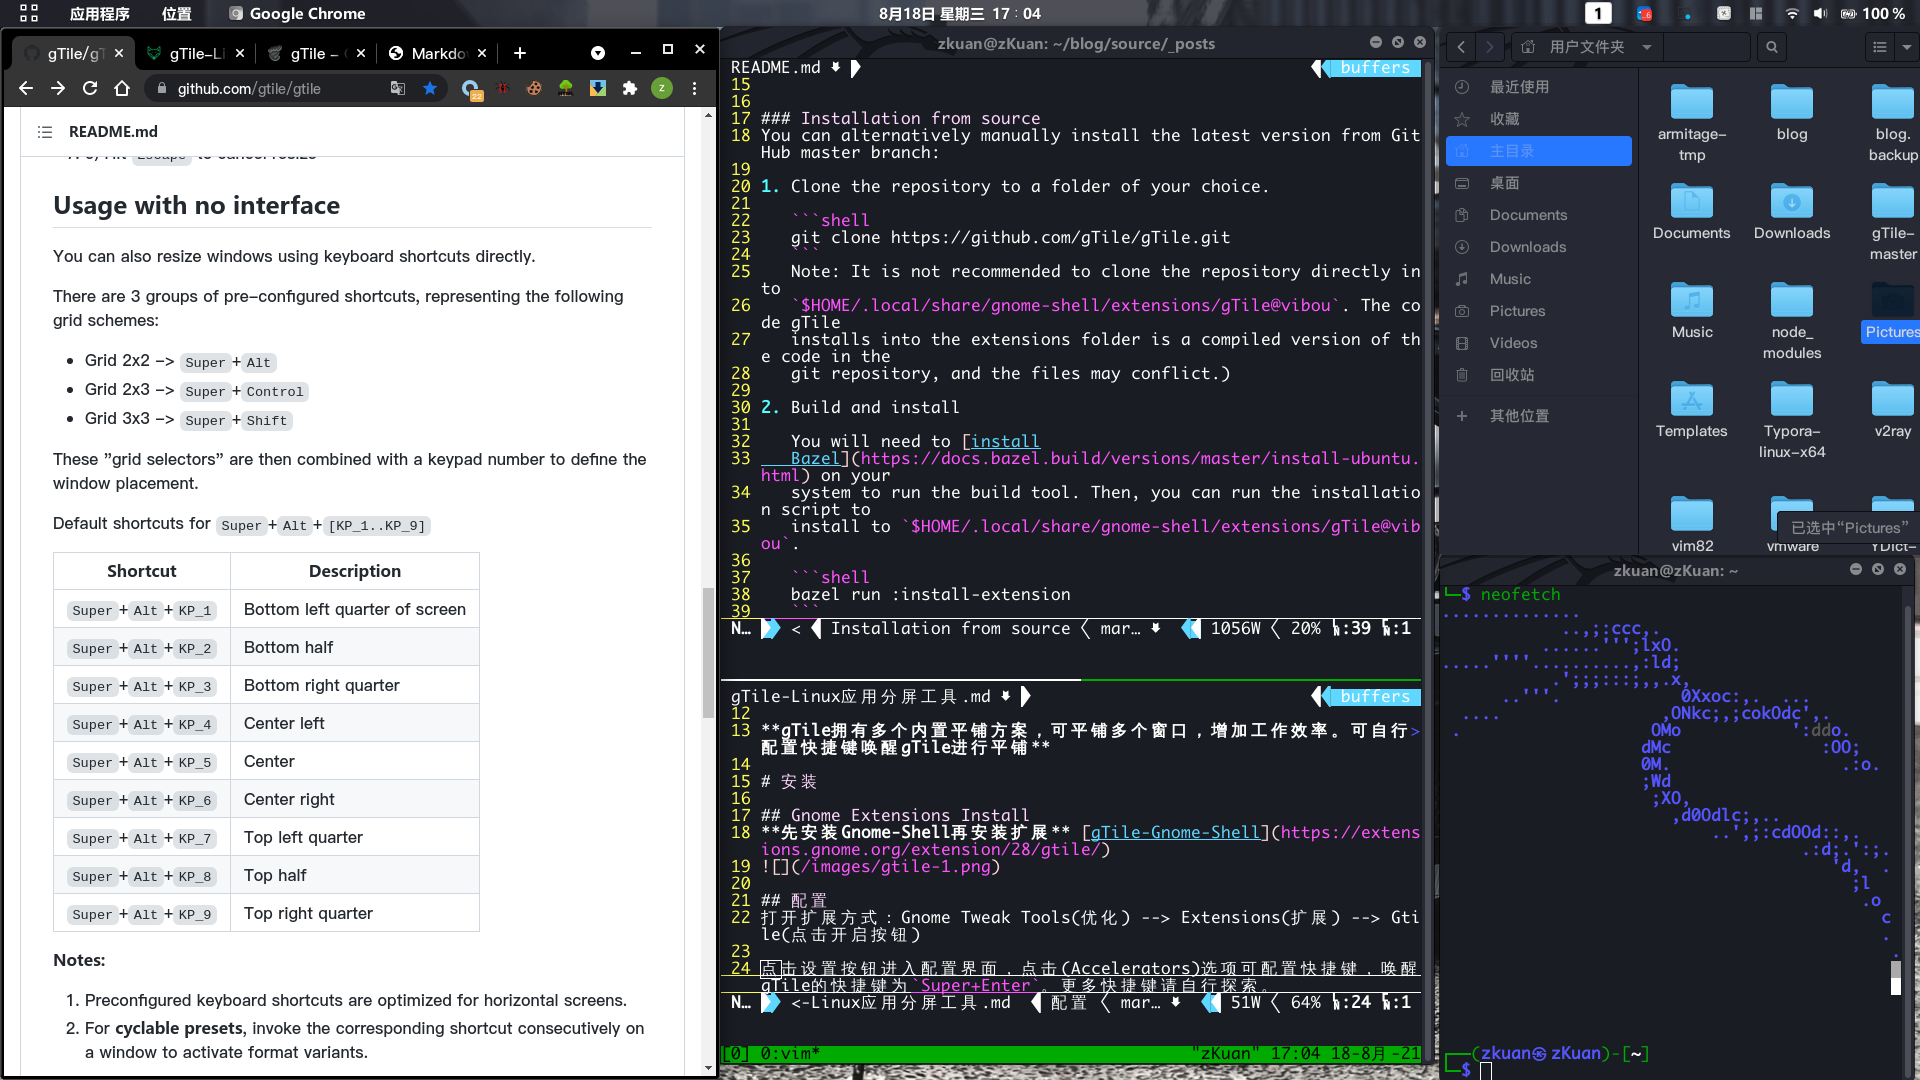 应用程序 位置 Google Chrome 8月18日 星期三 17：04 1 100 %
gTile/gT gTile-Li gTile – Markdo
github.com/gtile/gtile
README.md
Usage with no interface
You can also resize windows using keyboard shortcuts directly.
There are 3 groups of pre-configured shortcuts, representing the following
grid schemes:
Grid 2x2 -> Super+Alt
Grid 2x3 -> Super+Control
Grid 3x3 -> Super+Shift
These "grid selectors" are then combined with a keypad number to define the
window placement.
Default shortcuts for Super+Alt+[KP_1..KP_9]
Shortcut Description
Super+Alt+KP_1 Bottom left quarter of screen
Super+Alt+KP_2 Bottom half
Super+Alt+KP_3 Bottom right quarter
Super+Alt+KP_4 Center left
Super+Alt+KP_5 Center
Super+Alt+KP_6 Center right
Super+Alt+KP_7 Top left quarter
Super+Alt+KP_8 Top half
Super+Alt+KP_9 Top right quarter
Notes:
1. Preconfigured keyboard shortcuts are optimized for horizontal screens.
2. For cyclable presets, invoke the corresponding shortcut consecutively on
a window to activate format variants.
zkuan@zKuan: ~/blog/source/_posts
README.md buffers
15
16
17 ### Installation from source
18 You can alternatively manually install the latest version from Git
Hub master branch:
19
20 1. Clone the repository to a folder of your choice.
21
22 ```shell
23 git clone https://github.com/gTile/gTile.git
24 ```
25 Note: It is not recommended to clone the repository directly in
to
26 `$HOME/.local/share/gnome-shell/extensions/gTile@vibou`. The co
de gTile
27 installs into the extensions folder is a compiled version of th
e code in the
28 git repository, and the files may conflict.)
29
30 2. Build and install
31
32 You will need to [install
33 Bazel](https://docs.bazel.build/versions/master/install-ubuntu.
html) on your
34 system to run the build tool. Then, you can run the installatio
n script to
35 install to `$HOME/.local/share/gnome-shell/extensions/gTile@vib
ou`.
36
37 ```shell
38 bazel run :install-extension
39 ```
N… < Installation from source mar… 1056W 20% :39 :1
gTile-Linux应用分屏工具.md buffers
12
13 **gTile拥有多个内置平铺方案，可平铺多个窗口，增加工作效率。可自行>
配置快捷键唤醒gTile进行平铺**
14
15 # 安装
16
17 ## Gnome Extensions Install
18 **先安装Gnome-Shell再安装扩展** [gTile-Gnome-Shell](https://extens
ions.gnome.org/extension/28/gtile/)
19 ![](/images/gtile-1.png)
20
21 ## 配置
22 打开扩展方式：Gnome Tweak Tools(优化) --> Extensions(扩展) --> Gti
le(点击开启按钮)
23
24 点击设置按钮进入配置界面，点击(Accelerators)选项可配置快捷键，唤醒
gTile的快捷键为`Super+Enter`。更多快捷键请自行探索。
N… <-Linux应用分屏工具.md 配置 mar… 51W 64% :24 :1
[0] 0:vim* "zKuan" 17:04 18-8月-21
用户文件夹
最近使用
收藏
主目录
桌面
Documents
Downloads
Music
Pictures
Videos
回收站
其他位置
armitage-
tmp
blog
blog.
backup
Documents
Downloads
gTile-
master
Music
node_
modules
Pictures
Templates
Typora-
linux-x64
v2ray
vim82
vmware
YDict-
已选中“Pictures”
zkuan@zKuan: ~
$ neofetch
(zkuan㉿zKuan)-[~]
$